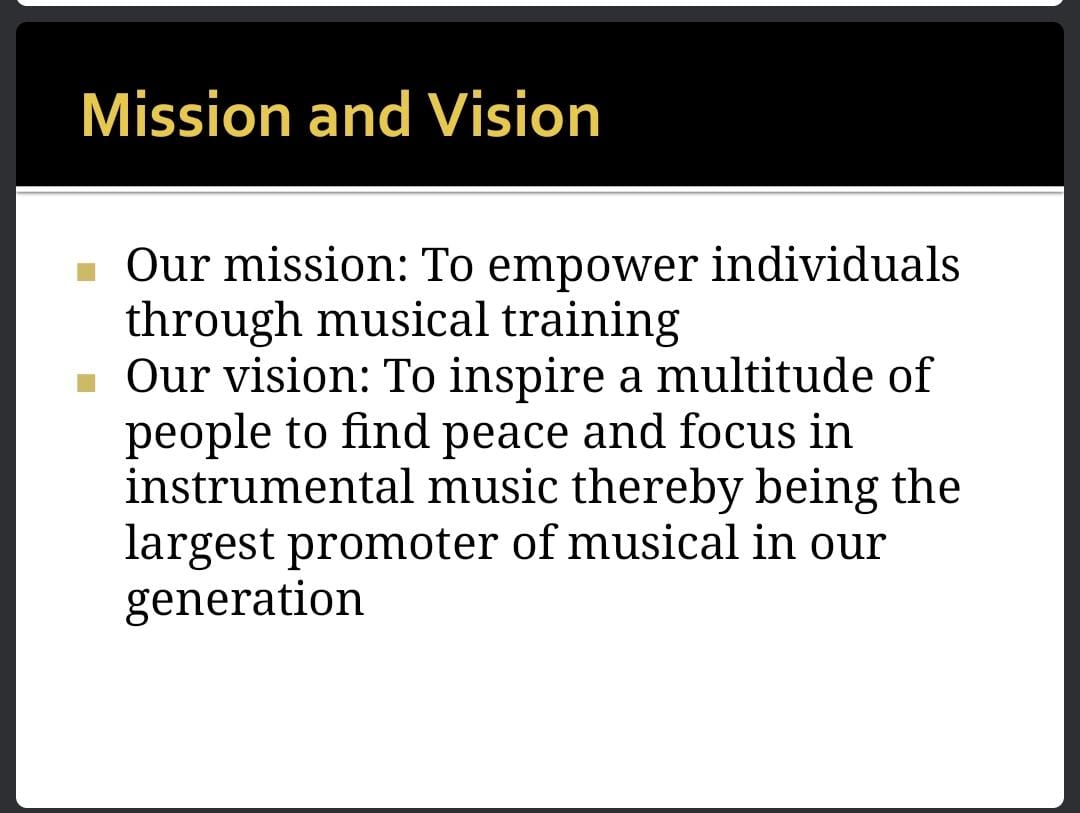 Mission and Vision
Our mission: To empower individuals
through musical training
Our vision: To inspire a multitude of
people to find peace and focus in
instrumental music thereby being the
largest promoter of musical in our
generation